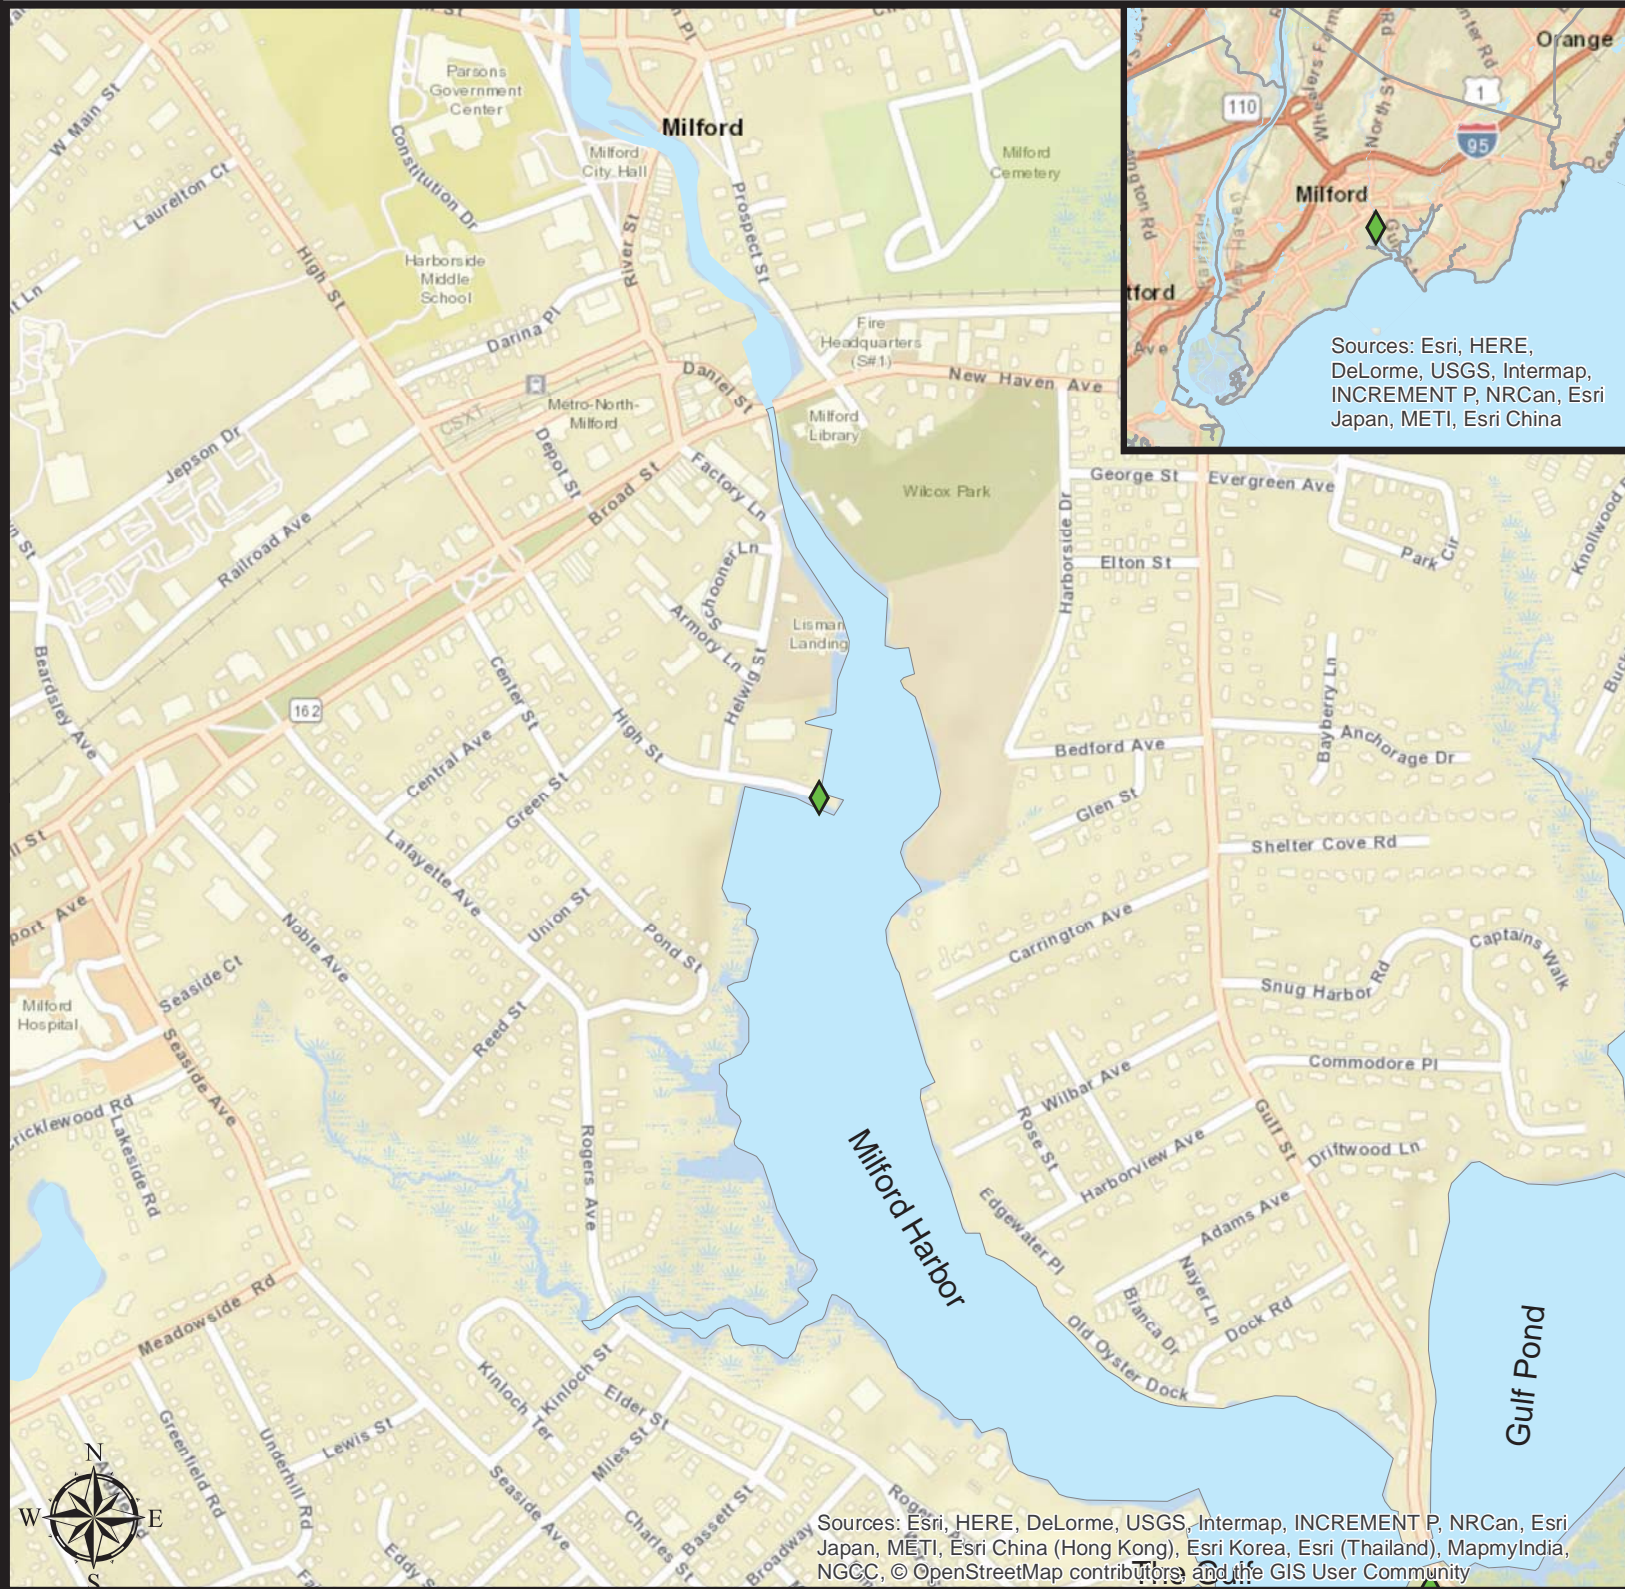 W Main St
Laurelton Ct
Parsons
Government
Center
Constitution Dr
Milford
Milford
City Hall
Prospect St
Milford
Cemetery
River St
High St
Harborside
Middle
School
Darina Pl
Fire
Headquarters
(S#1)
New Haven Ave
Daniel St
CSXT
Metro-North-
Milford
Milford
Library
Depot St
Broad St
Factory Ln
Wilcox Park
Jepson Dr
Railroad Ave
Schooner Ln
Armory Ln
Lisman
Landing
Helwig St
Harborside Dr
George St
Evergreen Ave
Park Cir
Elton St
Beardsley Ave
162
Center St
High St
Central Ave
Green St
Lafayette Ave
Bedford Ave
Bayberry Ln
Anchorage Dr
Glen St
Shelter Cove Rd
Union St
Pond St
Noble Ave
Seaside Ct
Reed St
Milford
Hospital
Seaside Ave
Carrington Ave
Captains Walk
Snug Harbor Rd
Commodore Pl
Wilbar Ave
Rose St
Harborview Ave
Gulf St
Driftwood Ln
Lakeside Rd
Rogers Ave
Milford Harbor
Edgewater Pl
Adams Ave
Nayer Ln
Bianca Dr
Dock Rd
Old Oyster Dock
Gulf Pond
Meadowside Rd
Kinloch Ter
Kinloch St
Elder St
Miles St
Greenfield Rd
Underhill Rd
Lewis St
Seaside Ave
Charles St
Bassett St
Broadway
Eddy S
N
W
E
S
The Gulf
Sources: Esri, HERE, DeLorme, USGS, Intermap, INCREMENT P, NRCan, Esri
Japan, METI, Esri China (Hong Kong), Esri Korea, Esri (Thailand), MapmyIndia,
NGCC, © OpenStreetMap contributors, and the GIS User Community
Orange
110
1
95
North St
Milford
tford
Ave
Sources: Esri, HERE,
DeLorme, USGS, Intermap,
INCREMENT P, NRCan, Esri
Japan, METI, Esri China